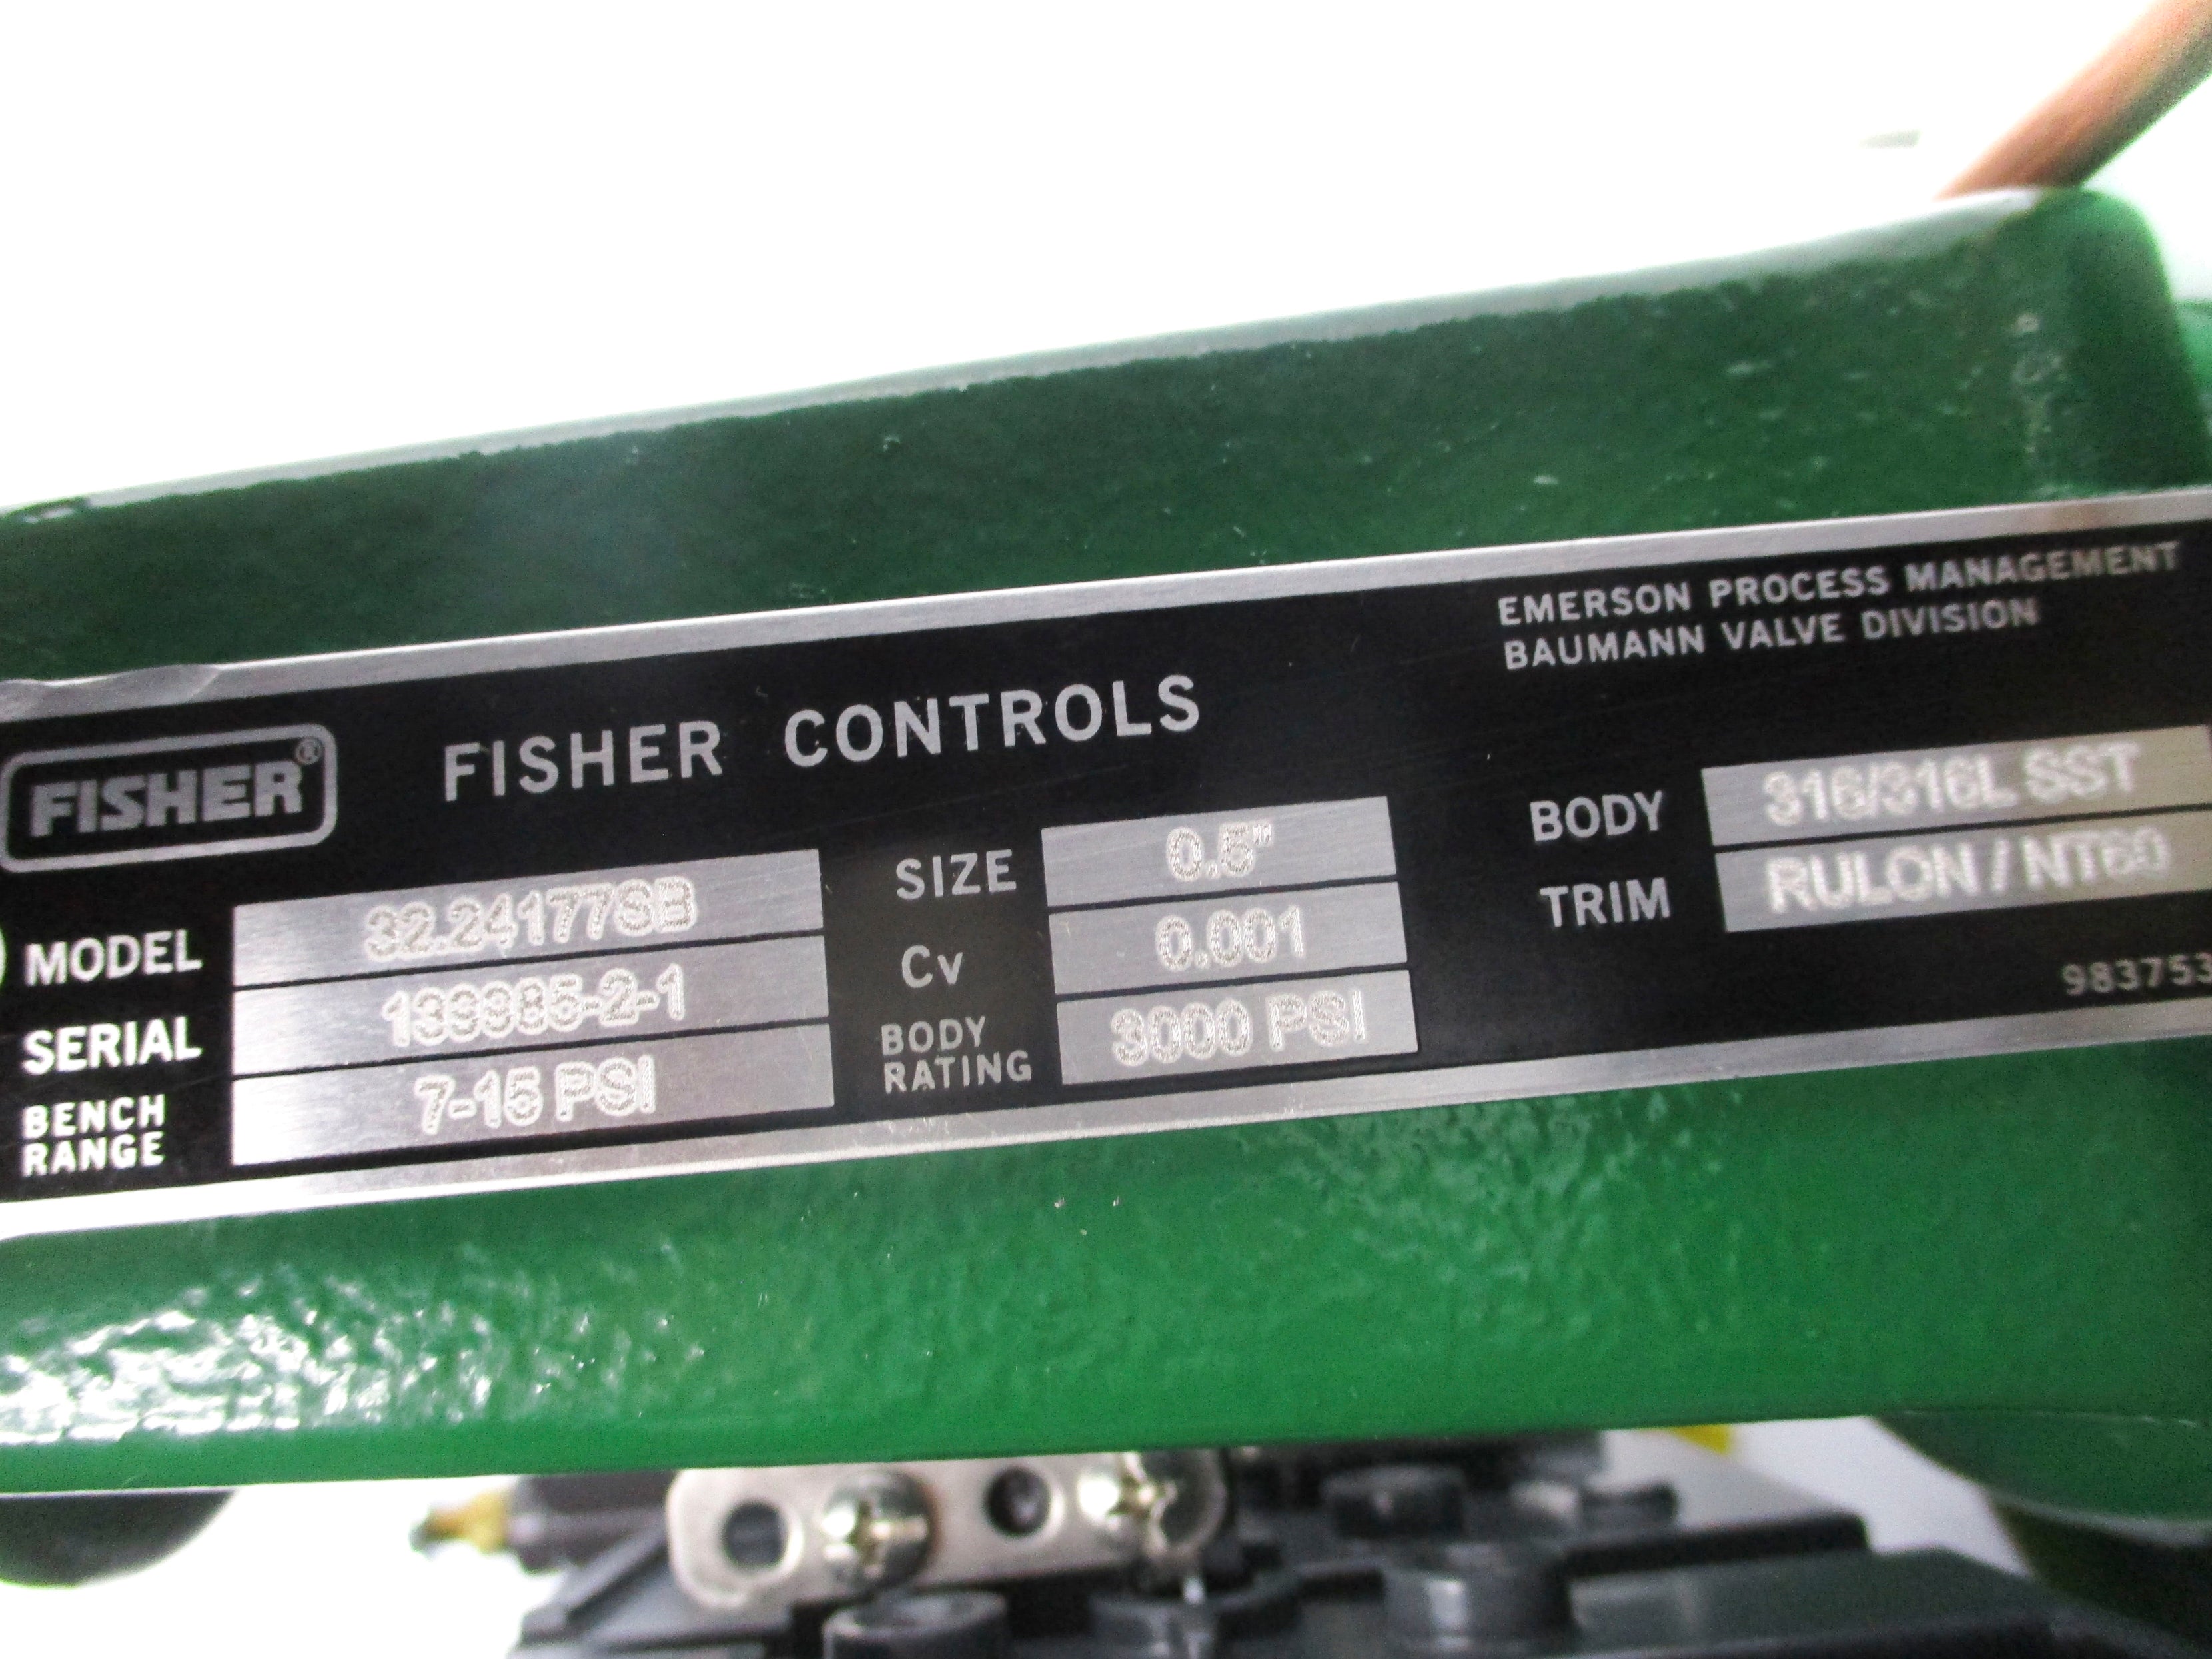 EMERSON PROCESS MANAGEMENT
BAUMANN VALVE DIVISION
FISHER®
FISHER CONTROLS
MODEL 32.24177SB
SERIAL
BENCH RANGE 7-15 PSI
SIZE 0.5"
Cv 0.001
BODY RATING 3000 PSI
BODY 316/316L SST
TRIM RULON / NT60
983753